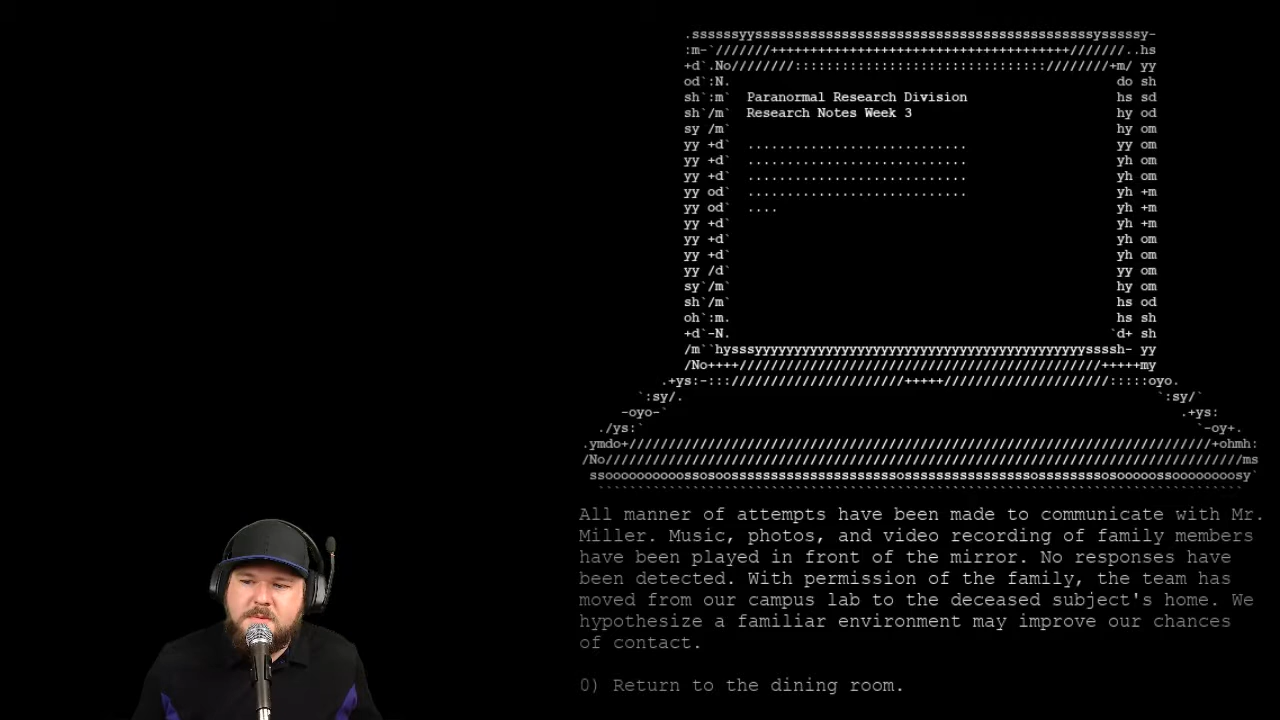 Paranormal Research Division
Research Notes Week 3
All manner of attempts have been made to communicate with Mr.
Miller. Music, photos, and video recording of family members
have been played in front of the mirror. No responses have
been detected. With permission of the family, the team has
moved from our campus lab to the deceased subject's home. We
hypothesize a familiar environment may improve our chances
of contact.
0) Return to the dining room.